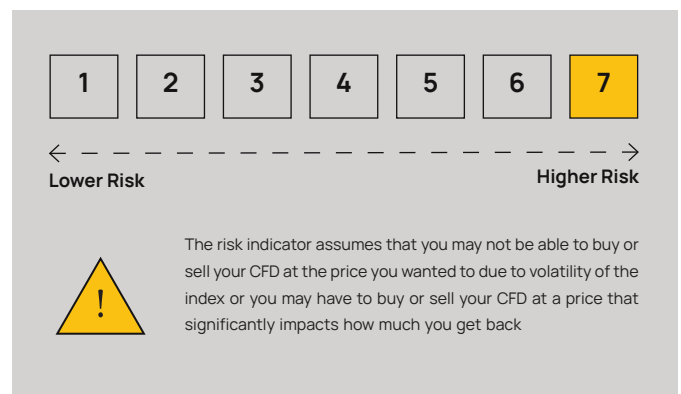 1 2 3 4 5 6 7
Lower Risk Higher Risk
The risk indicator assumes that you may not be able to buy or
sell your CFD at the price you wanted to due to volatility of the
index or you may have to buy or sell your CFD at a price that
significantly impacts how much you get back
!